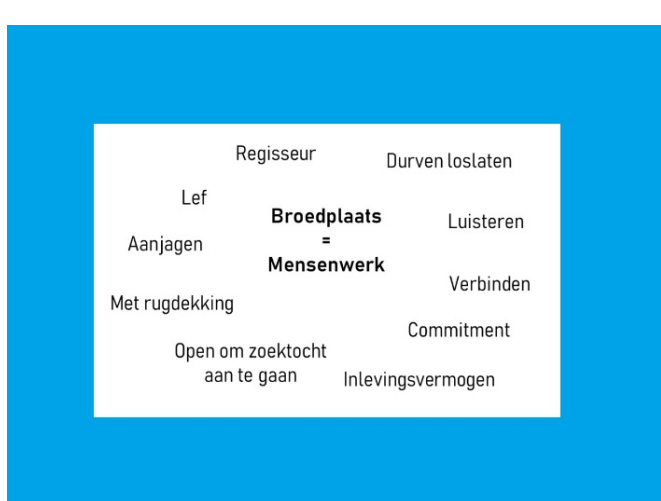 Regisseur
Durven loslaten
Lef
Broedplaats
=
Mensenwerk
Luisteren
Aanjagen
Verbinden
Met rugdekking
Commitment
Open om zoektocht
aan te gaan
Inlevingsvermogen